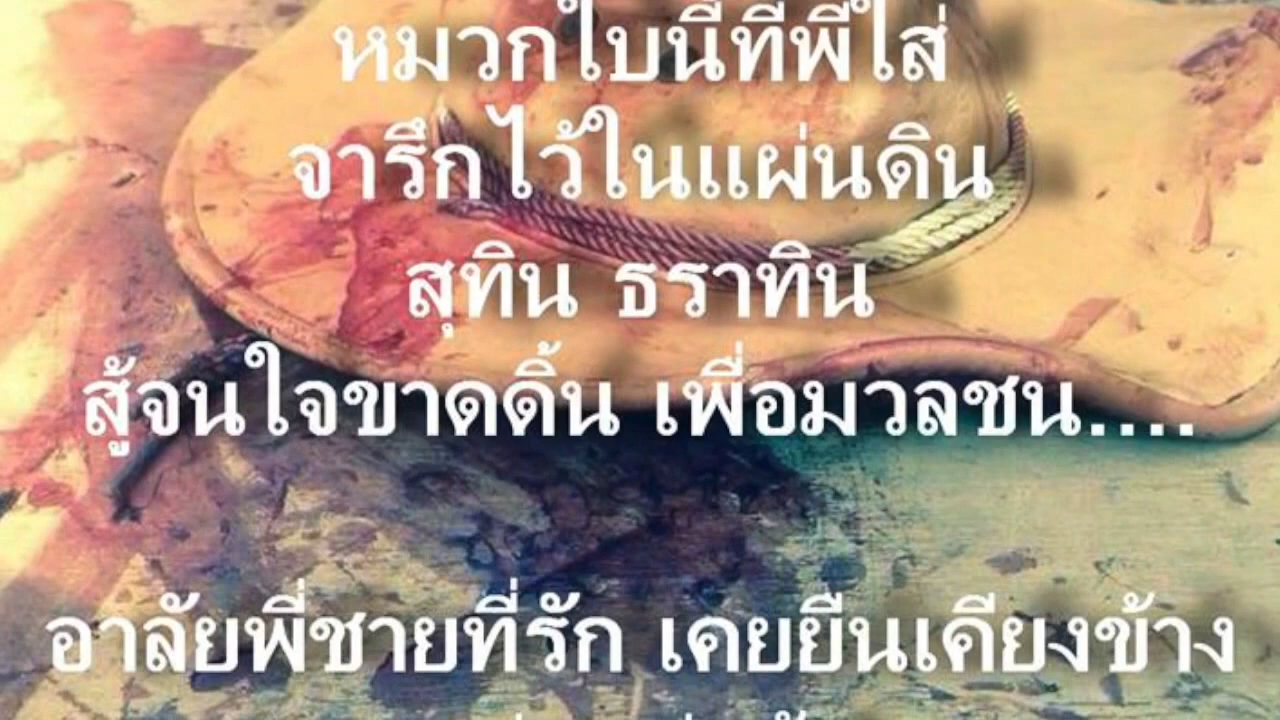 หมวกใบนี้ที่พี่ใส่
จารึกไว้ในแผ่นดิน
สุทิน ธราทิน
สู้จนใจขาดดิ้น เพื่อมวลชน....
อาลัยพี่ชายที่รัก เคยยืนเคียงข้าง